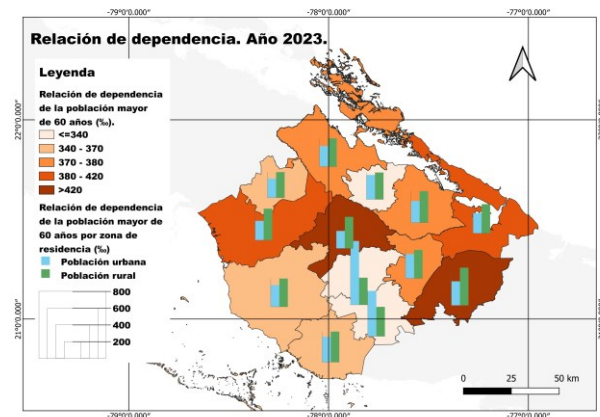 -79°0'0.000" -78°0'0.000" -77°0'0.000"
Relación de dependencia. Año 2023.
Leyenda
Relación de dependencia
de la población mayor
de 60 años (‰).
<=340
340 - 370
370 - 380
380 - 420
>420
Relación de dependencia
de la población mayor de
60 años por zona de
residencia (‰)
Población urbana
Población rural
800
600
400
200
22°0'0.000"
21°0'0.000"
0 25 50 km
-79°0'0.000" -78°0'0.000" -77°0'0.000"